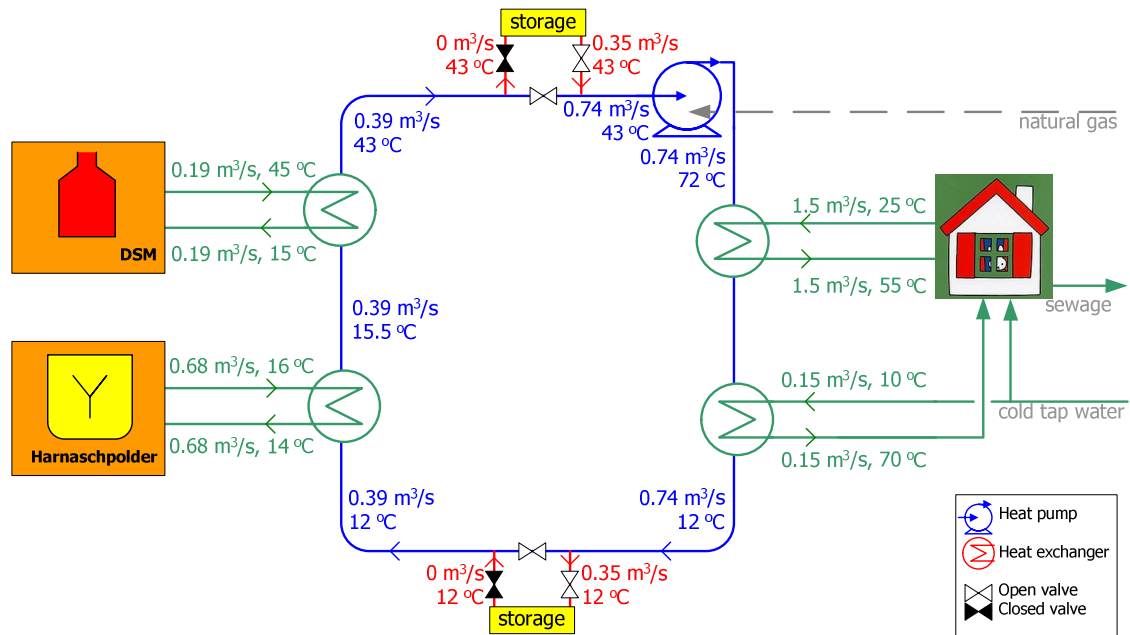 storage
0 m³/s
43 ºC
0.35 m³/s
43 ºC
0.39 m³/s
43 ºC
0.74 m³/s
43 ºC
natural gas
0.74 m³/s
72 ºC
DSM
0.19 m³/s, 45 ºC
0.19 m³/s, 15 ºC
1.5 m³/s, 25 ºC
1.5 m³/s, 55 ºC
sewage
0.39 m³/s
15.5 ºC
Harnaschpolder
0.68 m³/s, 16 ºC
0.68 m³/s, 14 ºC
0.15 m³/s, 10 ºC
cold tap water
0.15 m³/s, 70 ºC
0.39 m³/s
12 ºC
0.74 m³/s
12 ºC
0 m³/s
12 ºC
0.35 m³/s
12 ºC
storage
Heat pump
Heat exchanger
Open valve
Closed valve